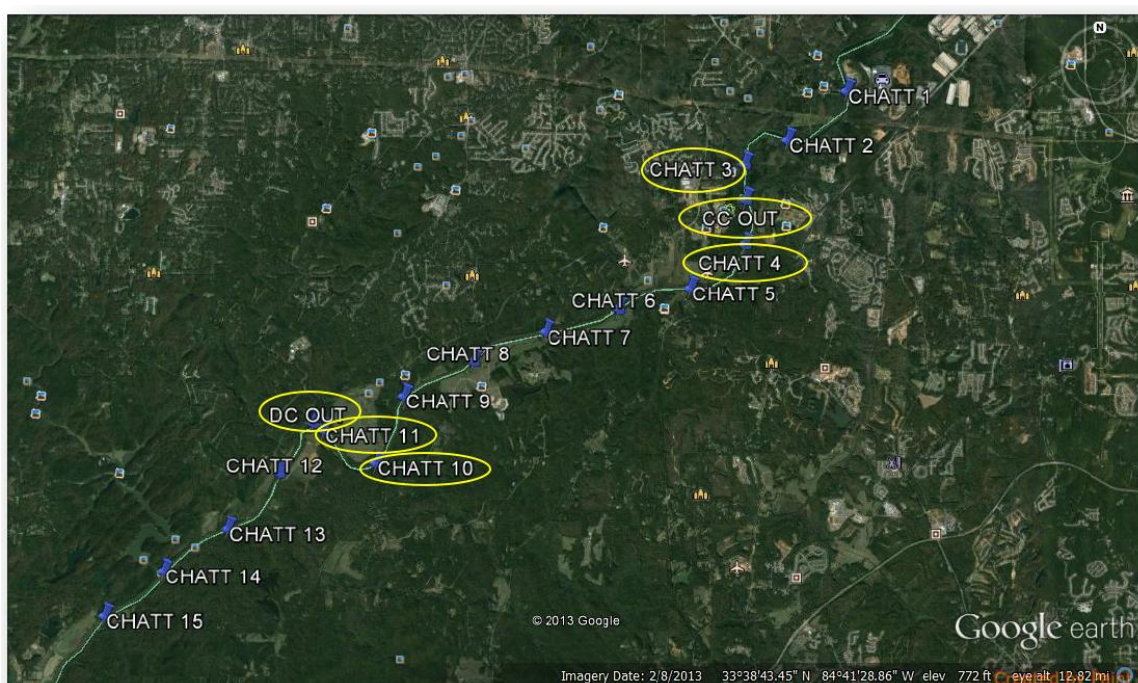 N
CHATT 1
CHATT 2
CHATT 3
CC OUT
CHATT 4
CHATT 5
CHATT 6
CHATT 7
CHATT 8
CHATT 9
DC OUT
CHATT 11
CHATT 10
CHATT 12
CHATT 13
CHATT 14
CHATT 15
© 2013 Google
Google earth
Imagery Date: 2/8/2013 33°38'43.45" N 84°41'28.86" W elev 772 ft eye alt 12.82 mi